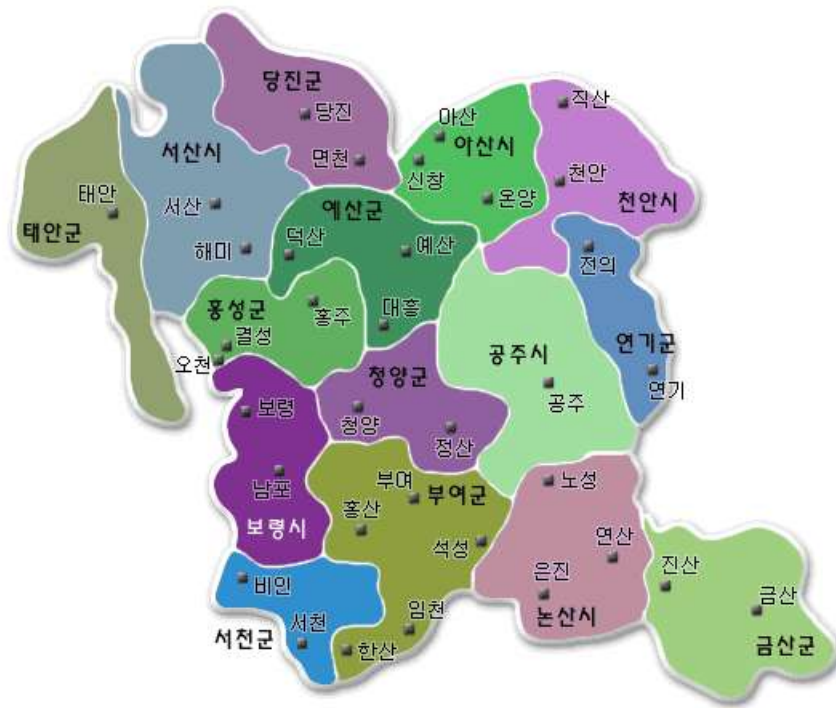 당진군
당진
면천
서산시
서산
해미
태안
태안군
아산
아산시
신창
온양
직산
천안
천안시
예산군
덕산
예산
대흥
홍성군
홍주
결성
오천
전의
연기군
연기
공주시
공주
청양군
청양
정산
보령
남포
보령시
부여
부여군
홍산
석성
임천
한산
노성
연산
은진
논산시
진산
금산
금산군
비인
서천
서천군